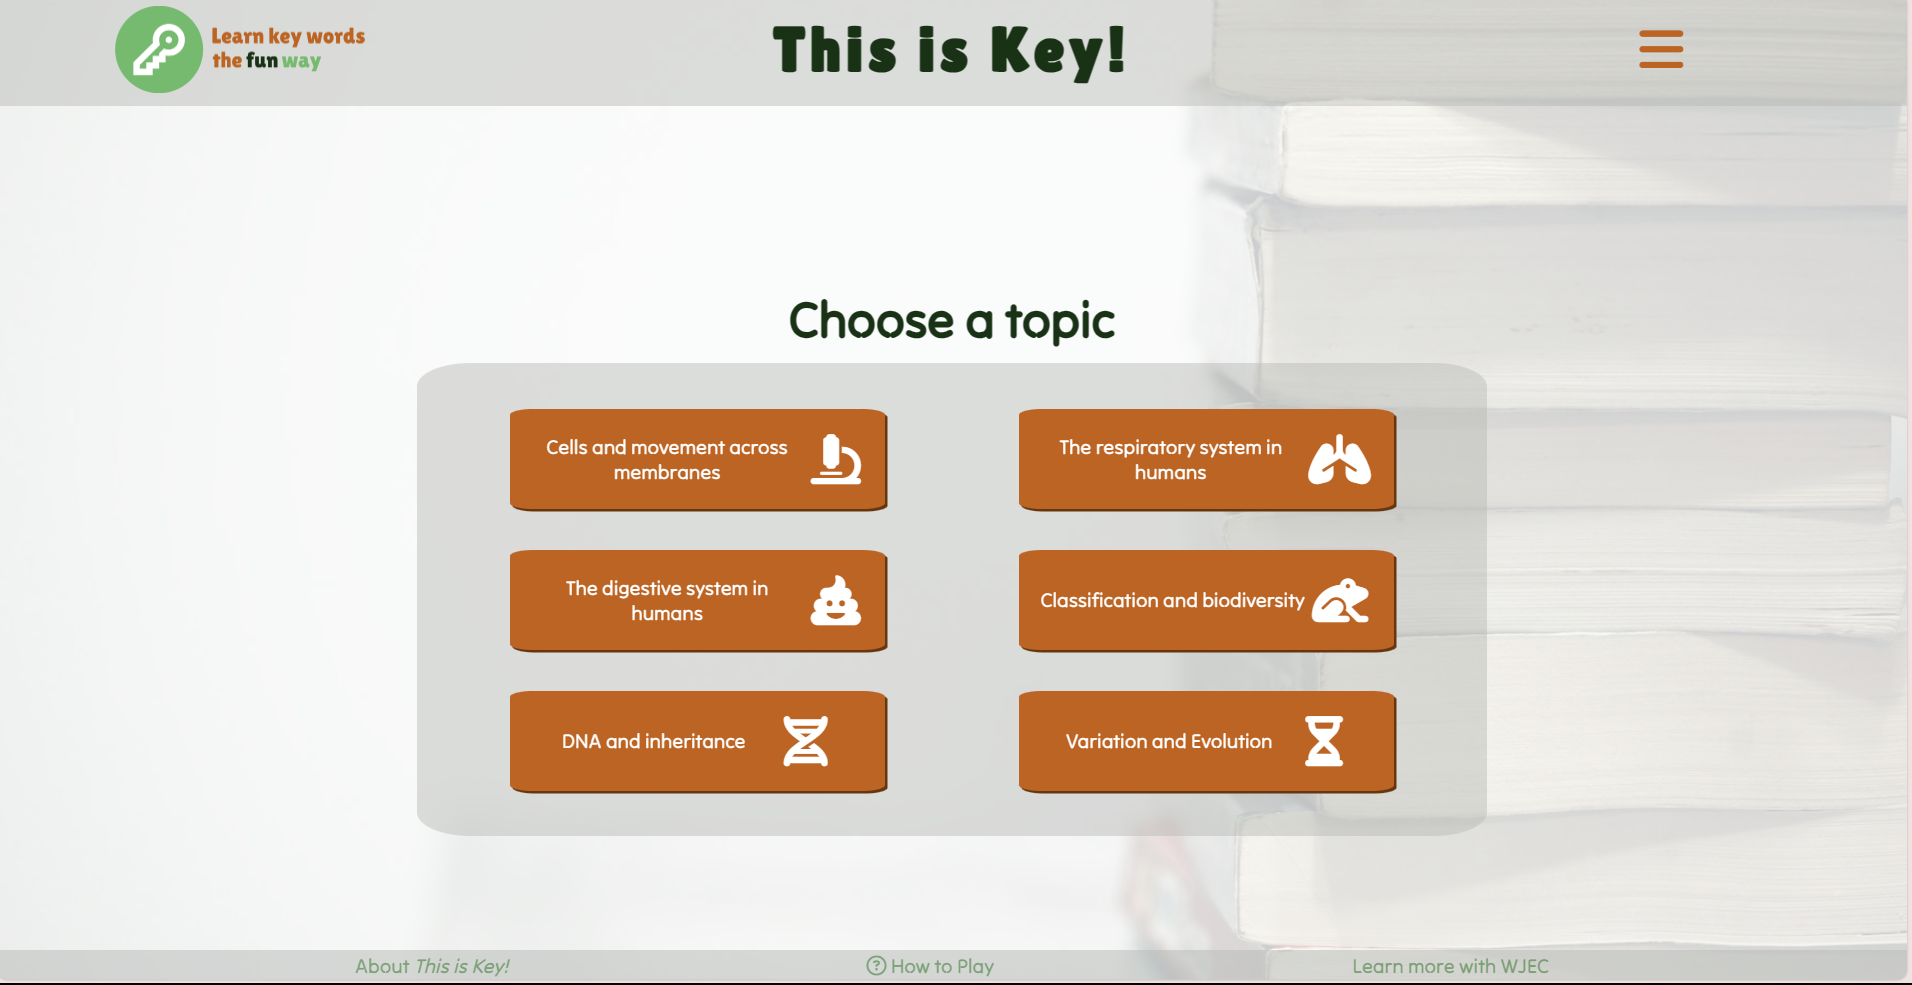 Learn key words
the fun way
This is Key!
Choose a topic
Cells and movement across
membranes
The respiratory system in
humans
The digestive system in
humans
Classification and biodiversity
DNA and inheritance
Variation and Evolution
About This is Key!
How to Play
Learn more with WJEC